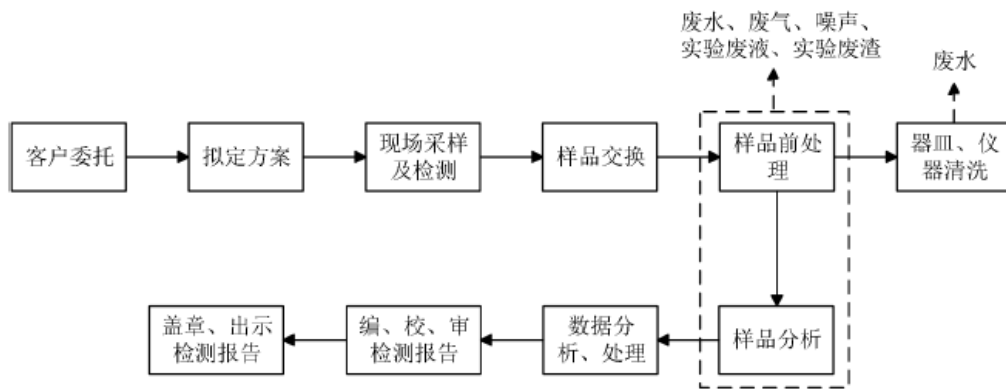 废水、废气、噪声、
实验废液、实验废渣
废水
客户委托
拟定方案
现场采样
及检测
样品交换
样品前处
理
器皿、仪
器清洗
盖章、出示
检测报告
编、校、审
检测报告
数据分
析、处理
样品分析